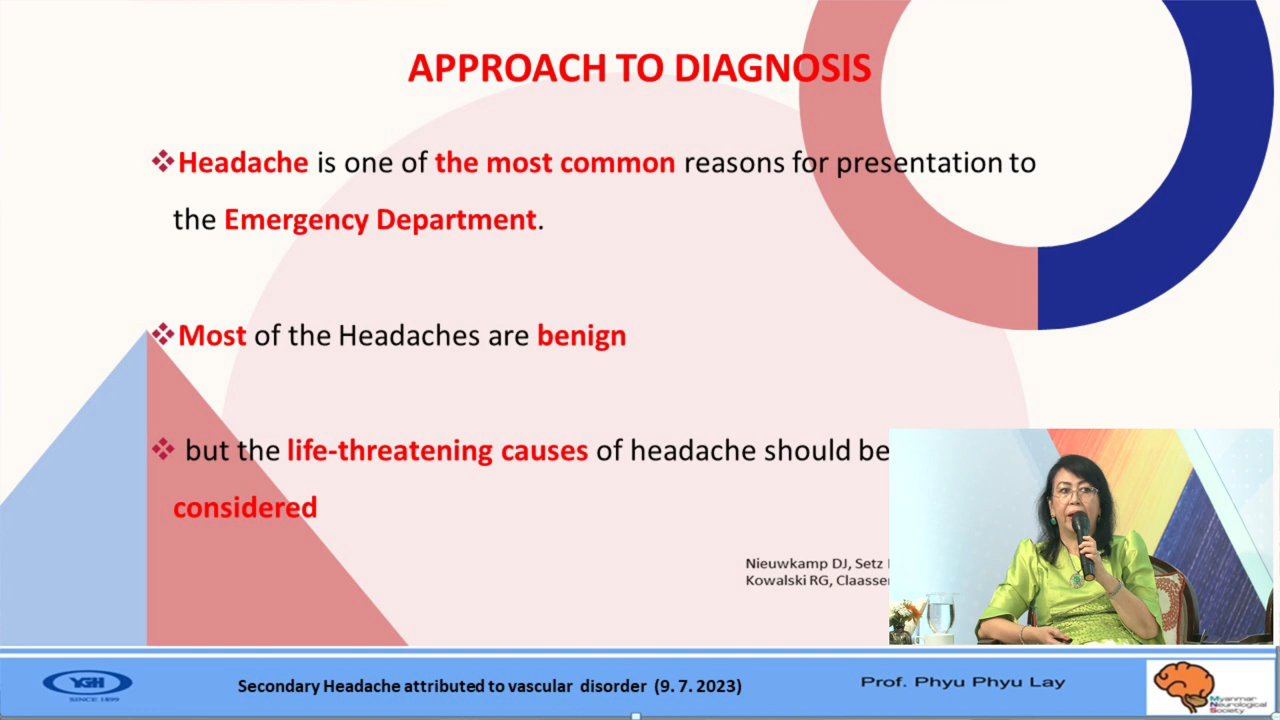 APPROACH TO DIAGNOSIS
❖Headache is one of the most common reasons for presentation to
the Emergency Department.
❖Most of the Headaches are benign
❖ but the life-threatening causes of headache should be
considered
Nieuwkamp DJ, Setz
Kowalski RG,
YGH
SINCE 1899
Secondary Headache attributed to vascular disorder (9. 7. 2023)
Prof. Phyu Phyu Lay
Myanmar
Neurological
Society